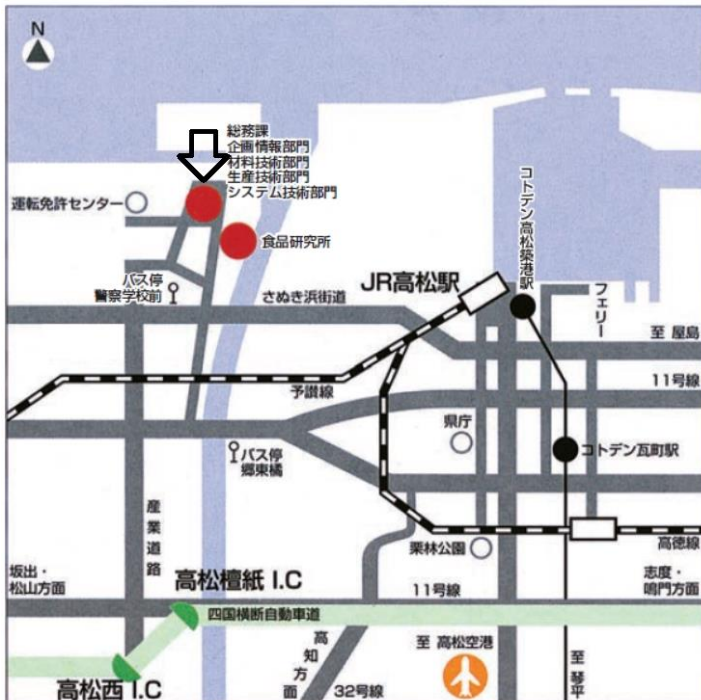 N
総務課
企画情報部門
材料技術部門
生産技術部門
システム技術部門
運転免許センター
食品研究所
バス停
警察学校前
さぬき浜街道
JR高松駅
コトデン高松築港駅
フェリー
至 屋島
予讃線
11号線
県庁
バス停
郷東橋
コトデン瓦町駅
産業道路
栗林公園
高徳線
坂出・
松山方面
高松檀紙 I.C
11号線
志度・
鳴門方面
四国横断自動車道
高松西 I.C
高知方面
32号線
至 高松空港
至 琴平